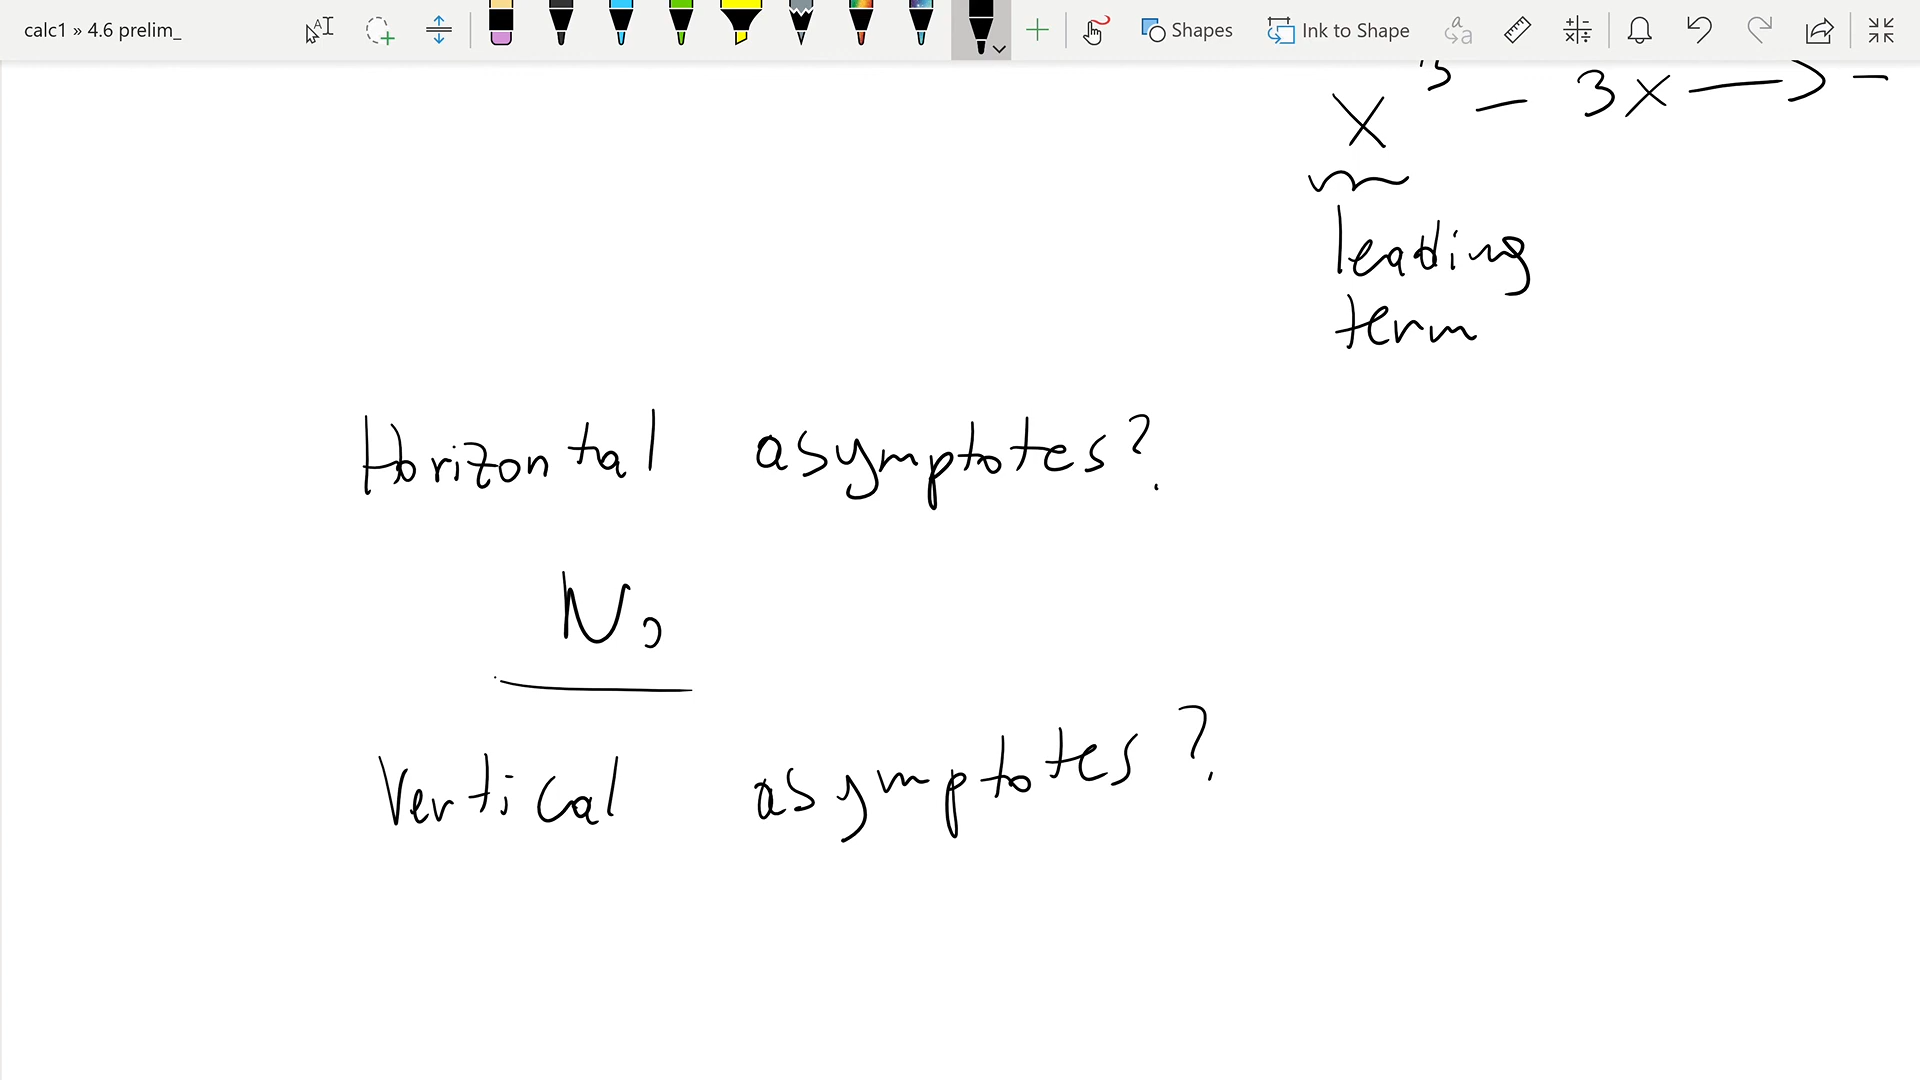 calc1 » 4.6 prelim_
Shapes
Ink to Shape
x³ − 3x → −
leading
term
Horizontal asymptotes?
No
Vertical asymptotes?